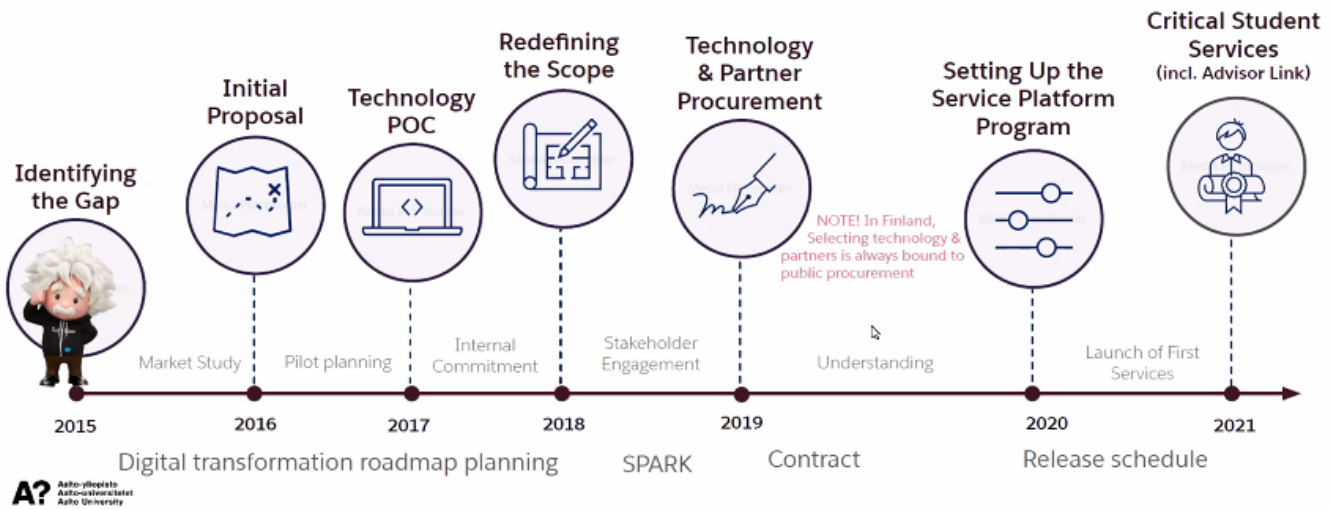 Identifying
the Gap
Initial
Proposal
Technology
POC
Redefining
the Scope
Technology
& Partner
Procurement
NOTE! In Finland,
Selecting technology &
partners is always bound to
public procurement
Setting Up the
Service Platform
Program
Critical Student
Services
(incl. Advisor Link)
Market Study
Pilot planning
Internal
Commitment
Stakeholder
Engagement
Understanding
Launch of First
Services
2015
2016
2017
2018
2019
2020
2021
Digital transformation roadmap planning
SPARK
Contract
Release schedule
A?
Aalto-yliopisto
Aalto-universitetet
Aalto University